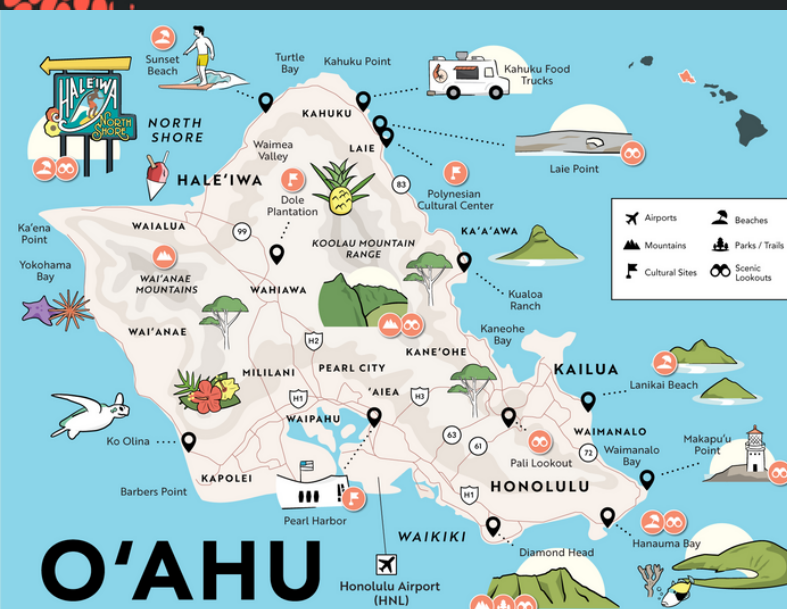 Sunset
Beach
Turtle
Bay
Kahuku Point
Kahuku Food
Trucks
HALEIWA
NORTH
SHORE
NORTH
SHORE
KAHUKU
LAIE
Waimea
Valley
Laie Point
HALE'IWA
Dole
Plantation
83
Polynesian
Cultural Center
Airports
Beaches
Mountains
Parks / Trails
Cultural Sites
Scenic
Lookouts
Ka'ena
Point
WAIALUA
99
KOOLAU MOUNTAIN
RANGE
KA'A'AWA
Yokohama
Bay
WAI'ANAE
MOUNTAINS
WAHIAWA
Kualoa
Ranch
WAI'ANAE
H2
Kaneohe
Bay
KANE'OHE
MILILANI
PEARL CITY
KAILUA
'AIEA
H1
H3
Lanikai Beach
WAIPAHU
Ko Olina
63
61
WAIMANALO
72
Waimanalo
Bay
Makapu'u
Point
Pali Lookout
KAPOLEI
Barbers Point
HONOLULU
H1
Pearl Harbor
WAIKIKI
Hanauma Bay
Diamond Head
O'AHU
Honolulu Airport
(HNL)